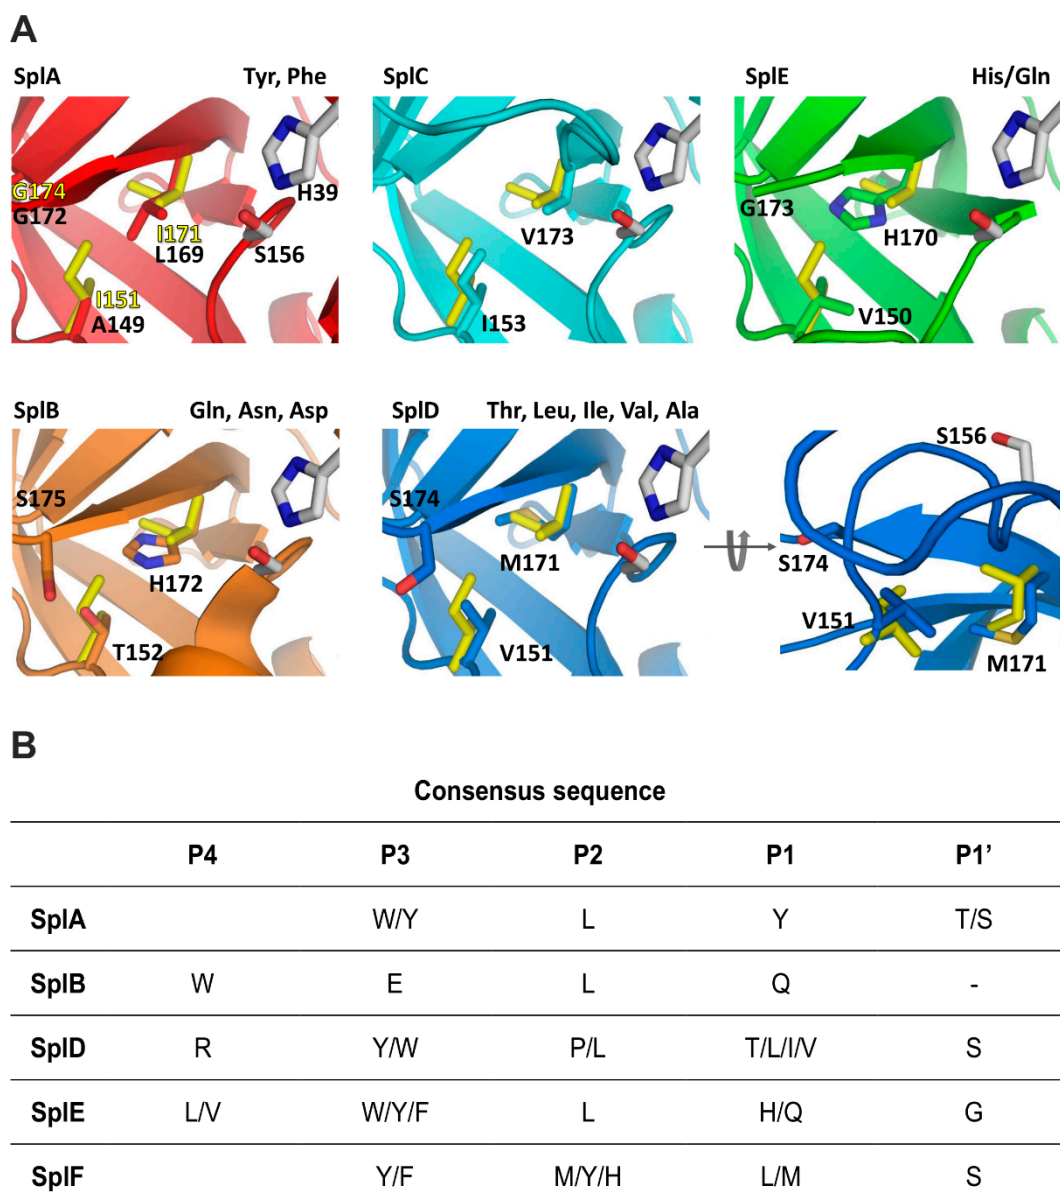 A
SplA Tyr, Phe
G174
G172
H39
I171
L169
S156
I151
A149
SplC
V173
I153
SplE His/Gln
G173
H170
V150
SplB Gln, Asn, Asp
S175
H172
T152
SplD Thr, Leu, Ile, Val, Ala
S174
M171
V151
S156
S174
V151
M171
B
Consensus sequence
P4 P3 P2 P1 P1’
SplA W/Y L Y T/S
SplB W E L Q -
SplD R Y/W P/L T/L/I/V S
SplE L/V W/Y/F L H/Q G
SplF Y/F M/Y/H L/M S